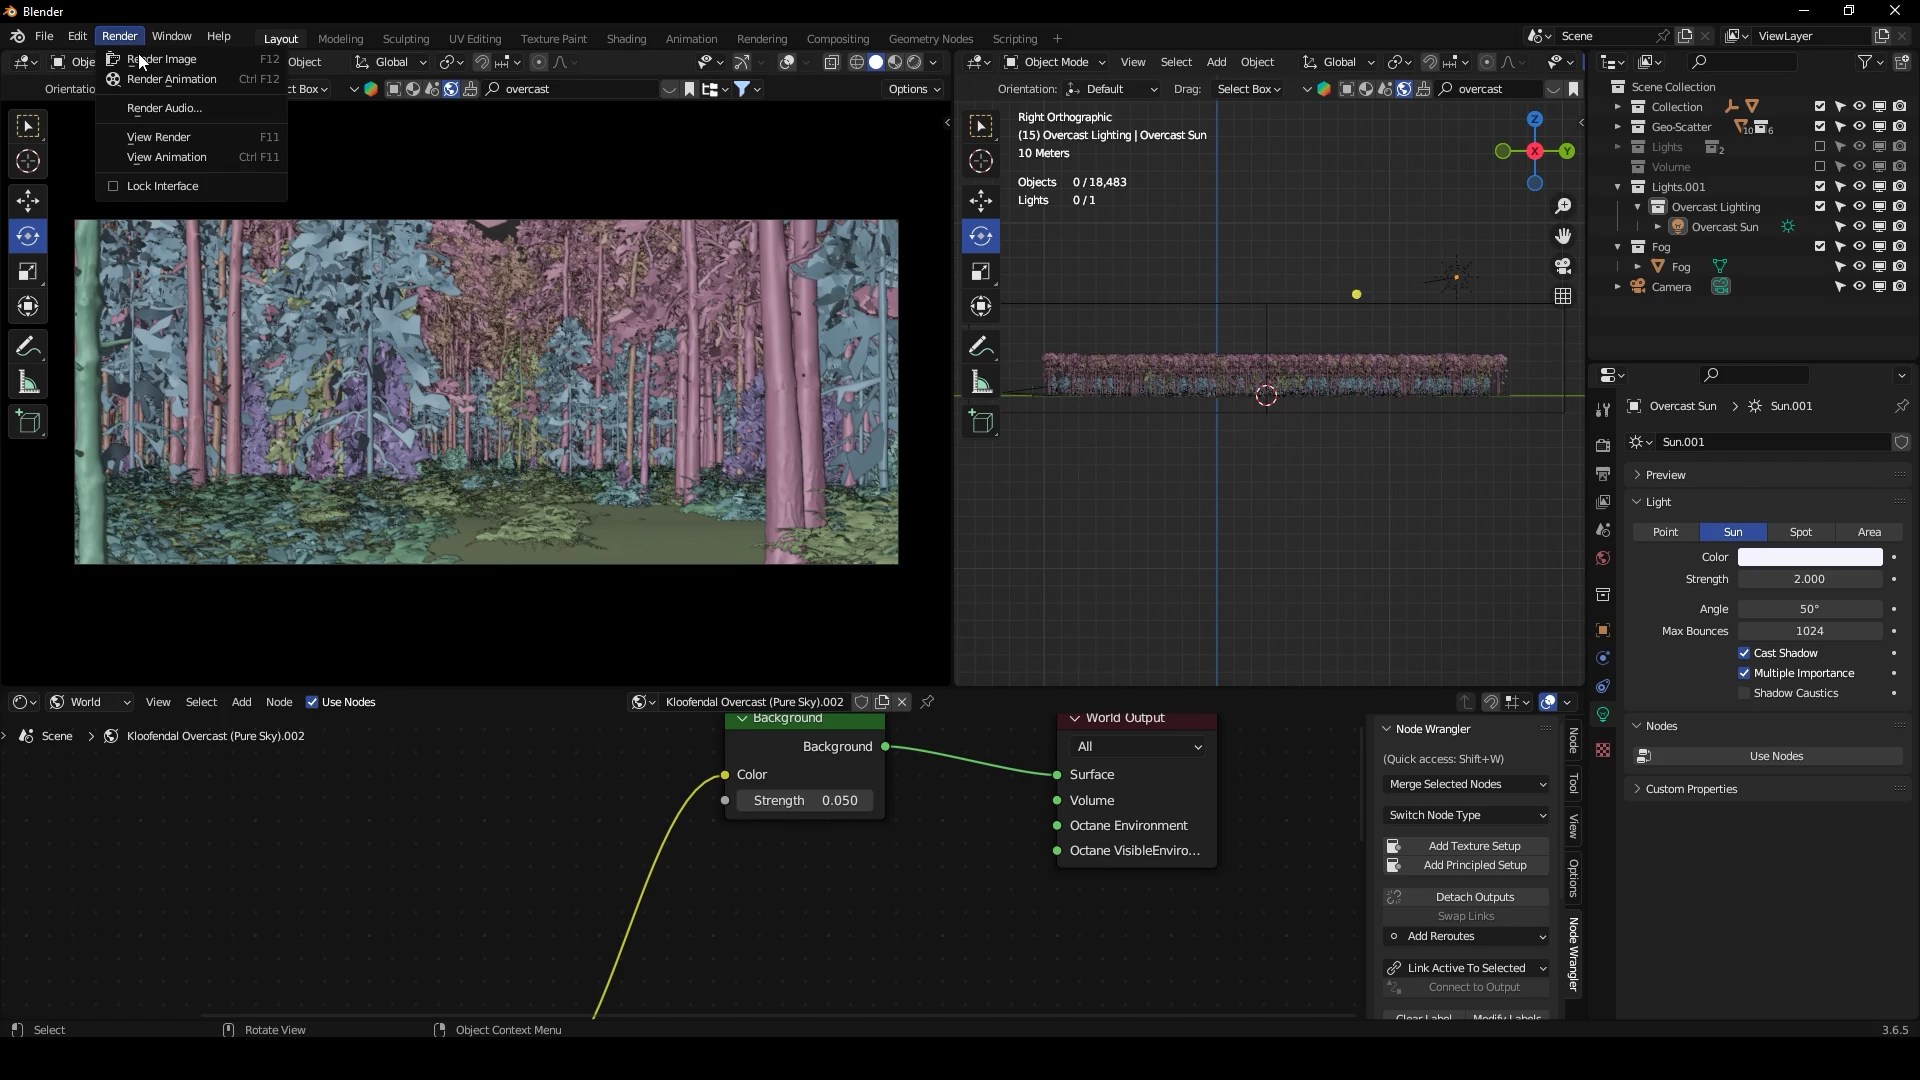 Blender
File Edit Render Window Help Layout Modeling Sculpting UV Editing Texture Paint Shading Animation Rendering Compositing Geometry Nodes Scripting + Scene ViewLayer
Render Image F12
Render Animation Ctrl F12
Render Audio...
View Render F11
View Animation Ctrl F11
Lock Interface
Object Global
overcast Options
Object Mode View Select Add Object Global
Orientation: Default Drag: Select Box overcast
Right Orthographic
(15) Overcast Lighting | Overcast Sun
10 Meters
Objects 0 / 18,483
Lights 0 / 1
Z
X
Y
Scene Collection
Collection
Geo-Scatter 10 6
Lights 2
Volume
Lights.001
Overcast Lighting
Overcast Sun
Fog
Fog
Camera
Overcast Sun > Sun.001
Sun.001
Preview
Light
Point Sun Spot Area
Color
Strength 2.000
Angle 50°
Max Bounces 1024
Cast Shadow
Multiple Importance
Shadow Caustics
Nodes
Use Nodes
Custom Properties
World View Select Add Node Use Nodes Kloofendal Overcast (Pure Sky).002
Scene > Kloofendal Overcast (Pure Sky).002
Background
Background
Color
Strength 0.050
World Output
All
Surface
Volume
Octane Environment
Octane VisibleEnviro...
Node Wrangler
(Quick access: Shift+W)
Merge Selected Nodes
Switch Node Type
Add Texture Setup
Add Principled Setup
Detach Outputs
Swap Links
Add Reroutes
Link Active To Selected
Connect to Output
Clear Label Modify Labels
Node
Tool
View
Options
Node Wrangler
Select Rotate View Object Context Menu 3.6.5